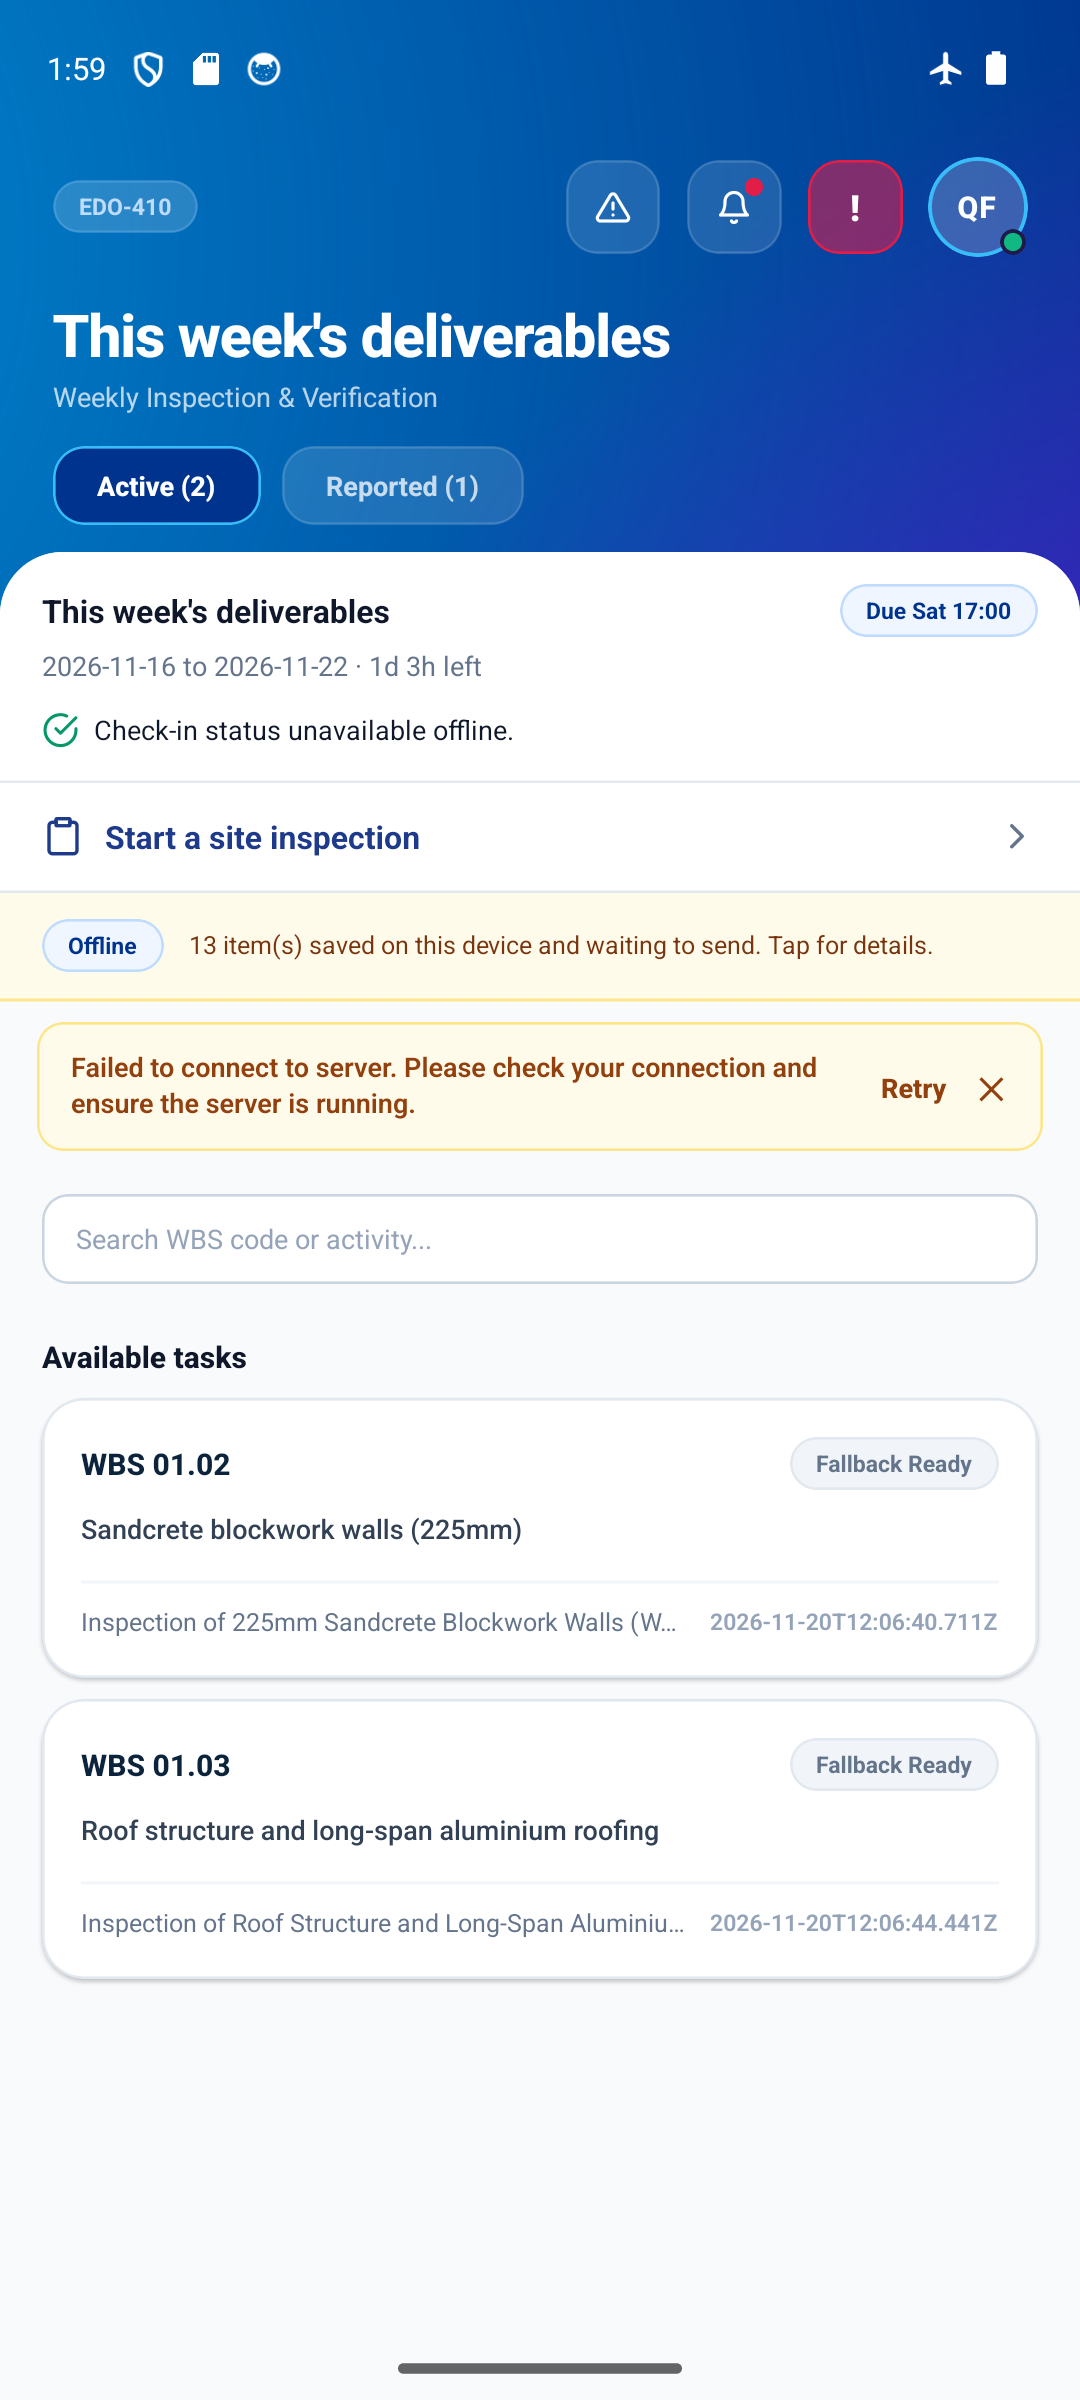 1:59
EDO-410
!
QF
This week's deliverables
Weekly Inspection & Verification
Active (2)
Reported (1)
This week's deliverables
Due Sat 17:00
2026-11-16 to 2026-11-22 · 1d 3h left
Check-in status unavailable offline.
Start a site inspection
Offline
13 item(s) saved on this device and waiting to send. Tap for details.
Failed to connect to server. Please check your connection and
ensure the server is running.
Retry
Search WBS code or activity...
Available tasks
WBS 01.02
Fallback Ready
Sandcrete blockwork walls (225mm)
Inspection of 225mm Sandcrete Blockwork Walls (W...
2026-11-20T12:06:40.711Z
WBS 01.03
Fallback Ready
Roof structure and long-span aluminium roofing
Inspection of Roof Structure and Long-Span Aluminiu...
2026-11-20T12:06:44.441Z